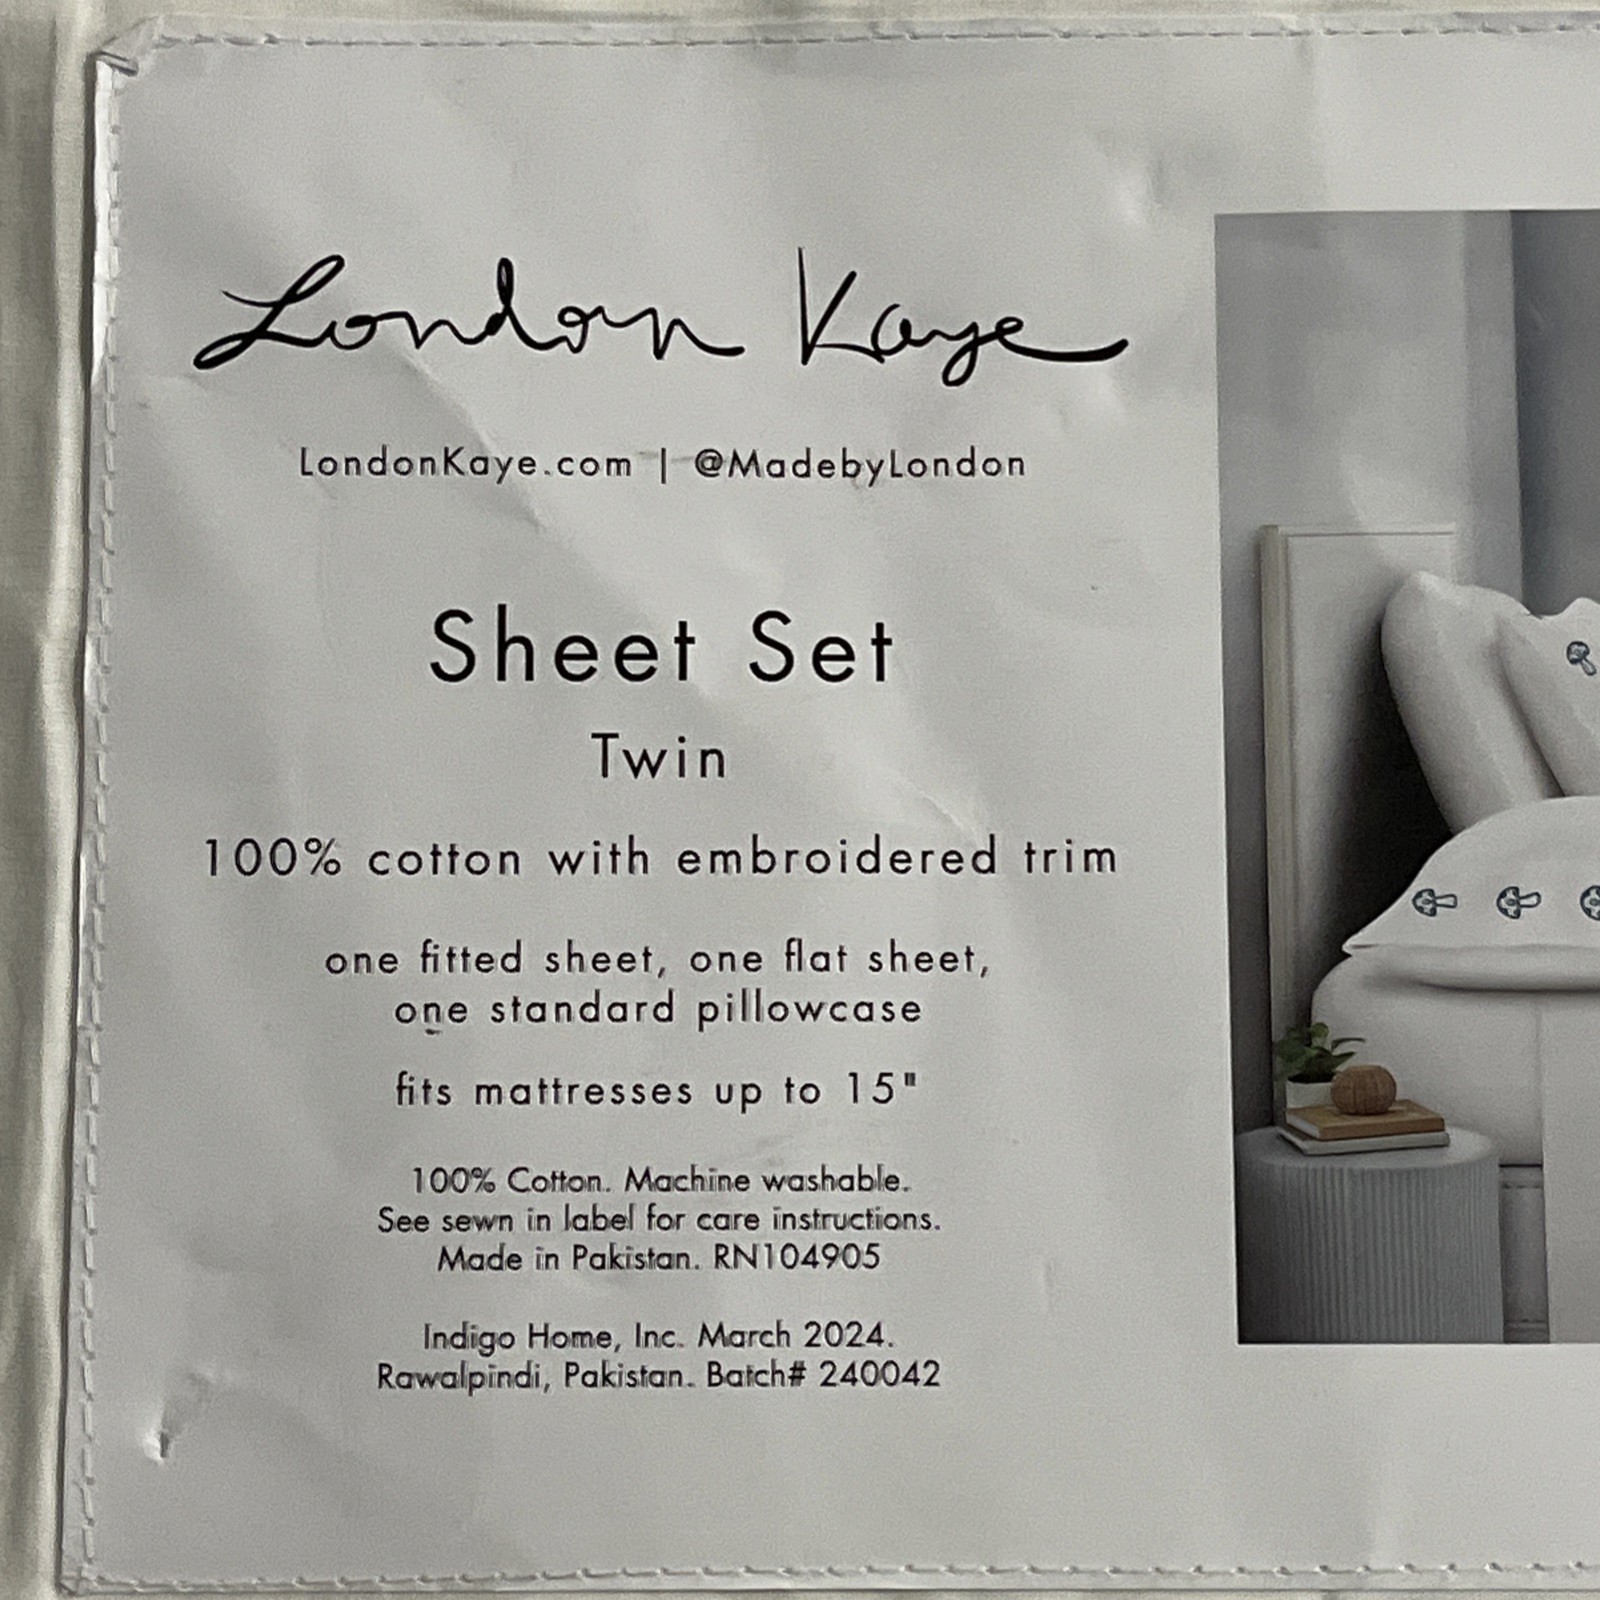 London Kaye
LondonKaye.com | @MadebyLondon
Sheet Set
Twin
100% cotton with embroidered trim
one fitted sheet, one flat sheet,
one standard pillowcase
fits mattresses up to 15"
100% Cotton. Machine washable.
See sewn in label for care instructions.
Made in Pakistan. RN104905
Indigo Home, Inc. March 2024.
Rawalpindi, Pakistan. Batch# 240042